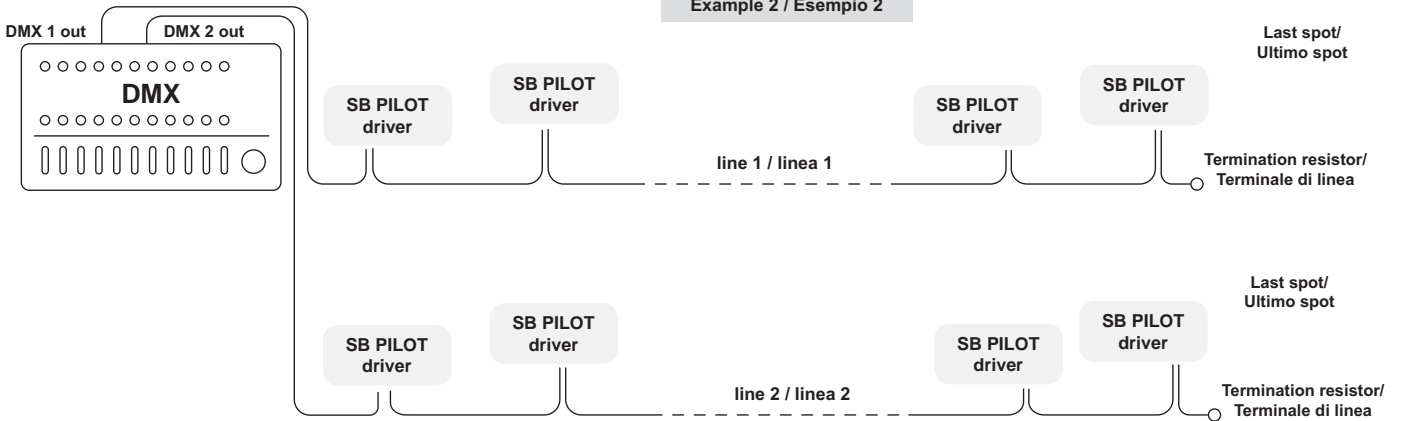 Example 2 / Esempio 2
DMX 1 out
DMX 2 out
DMX
Last spot/
Ultimo spot
SB PILOT
driver
SB PILOT
driver
SB PILOT
driver
SB PILOT
driver
line 1 / linea 1
Termination resistor/
Terminale di linea
Last spot/
Ultimo spot
SB PILOT
driver
SB PILOT
driver
SB PILOT
driver
SB PILOT
driver
line 2 / linea 2
Termination resistor/
Terminale di linea